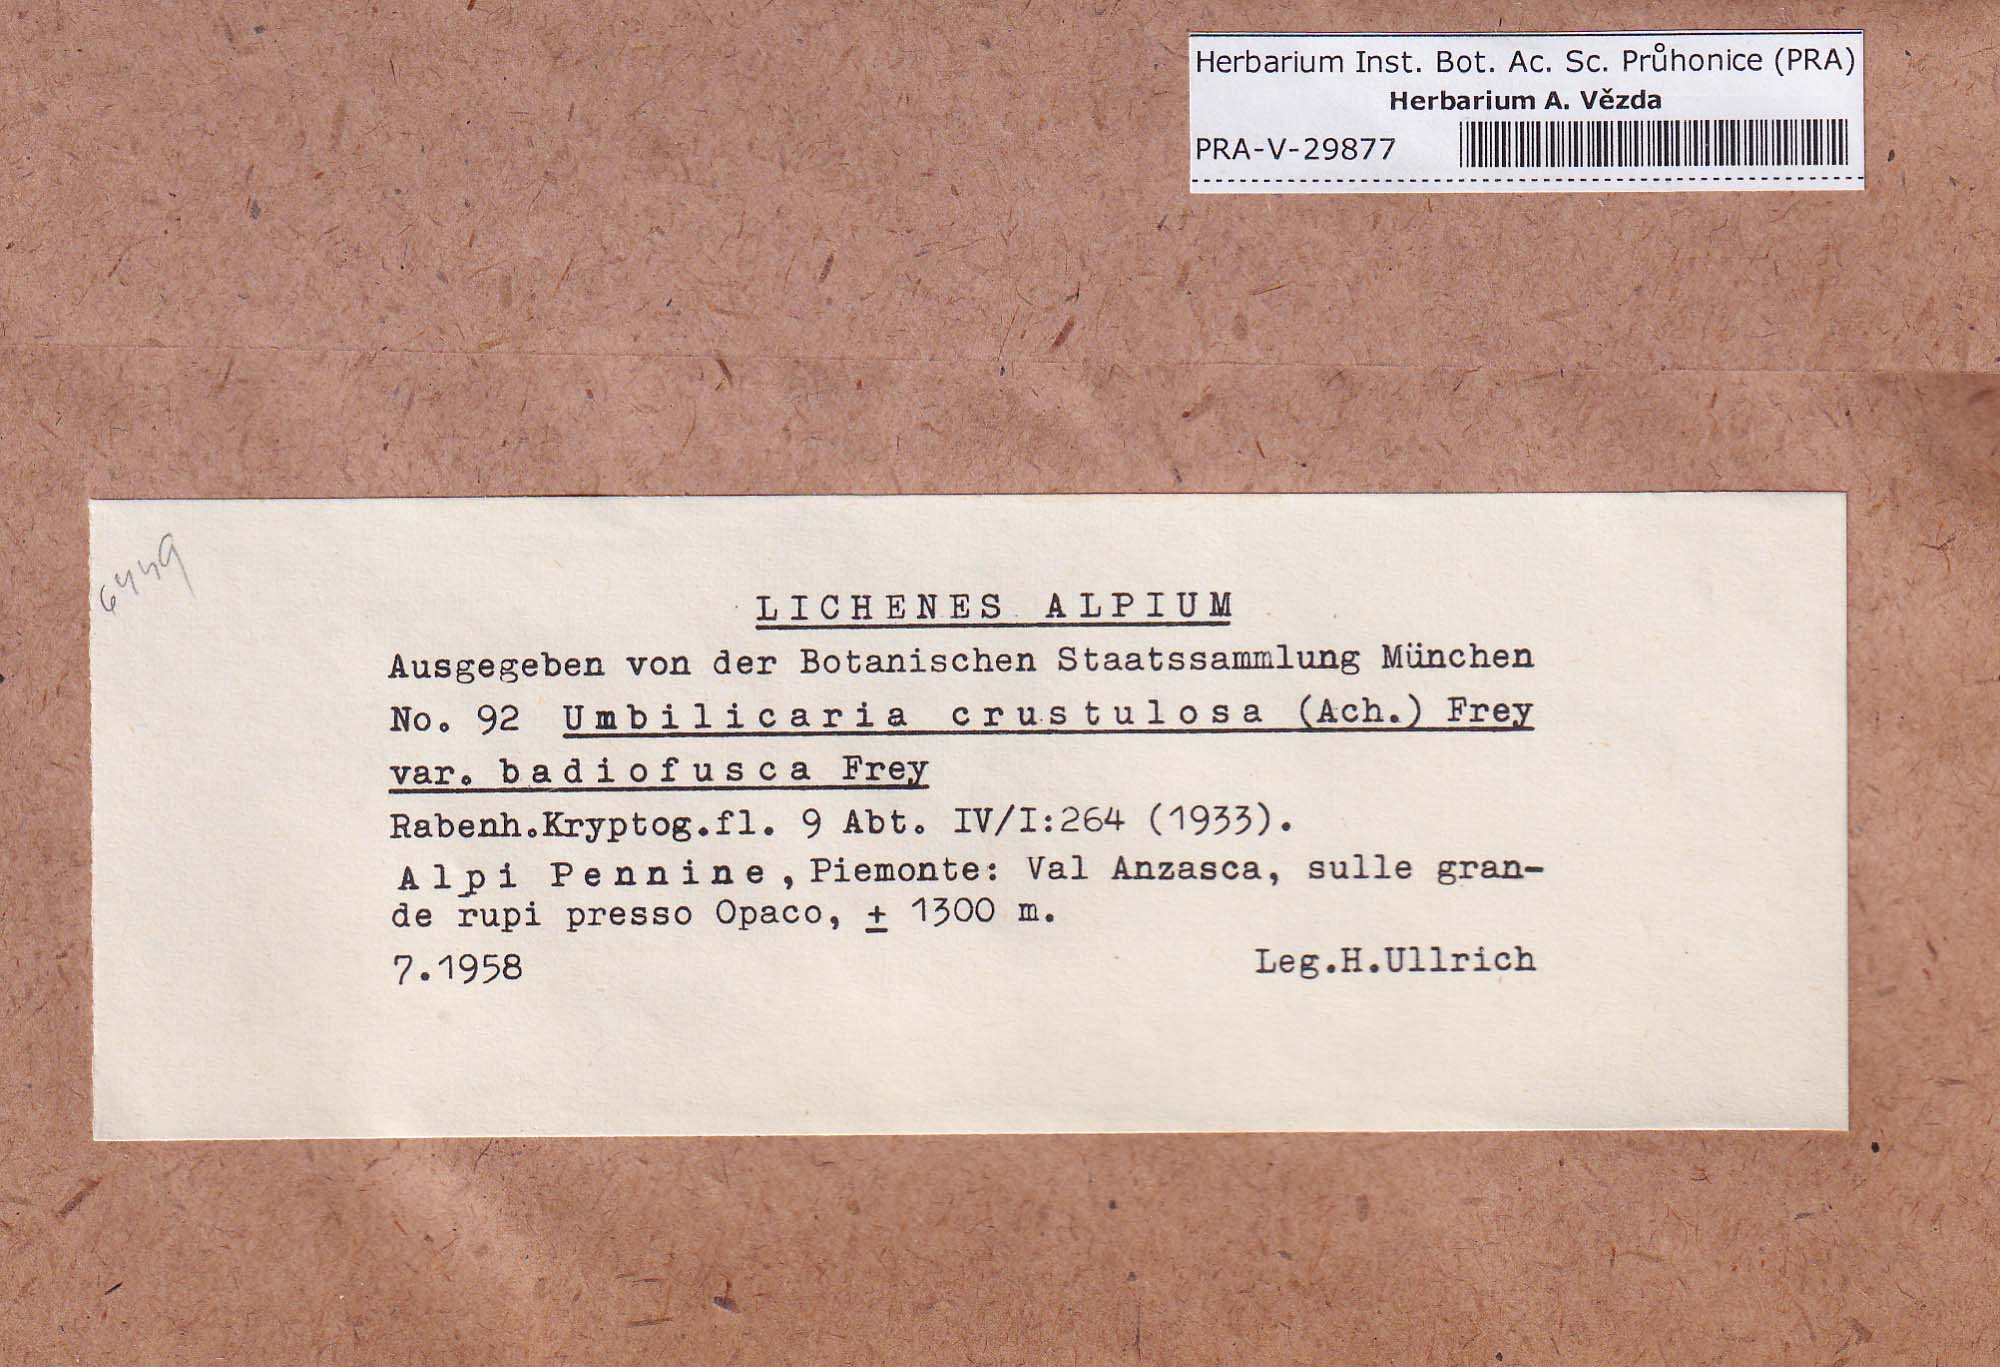 Herbarium Inst. Bot. Ac. Sc. Průhonice (PRA)
Herbarium A. Vězda
PRA-V-29877
LICHENES ALPIUM
Ausgegeben von der Botanischen Staatssammlung München
No. 92 Umbilicaria crustulosa (Ach.) Frey
var. badiofusca Frey
Rabenh.Kryptog.fl. 9 Abt. IV/I:264 (1933).
Alpi Pennine, Piemonte: Val Anzasca, sulle gran-
de rupi presso Opaco, ± 1300 m.
7.1958 Leg.H.Ullrich